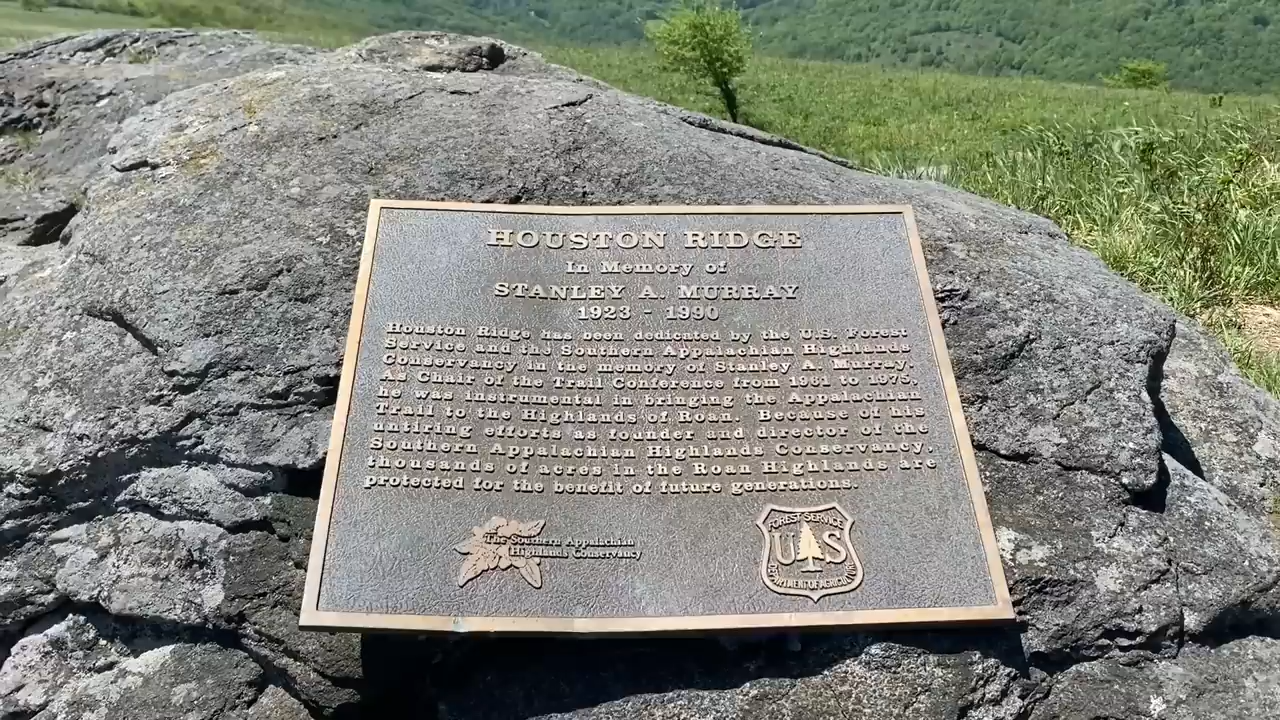 HOUSTON RIDGE
In Memory of
STANLEY A. MURRAY
1923 - 1990
Houston Ridge has been dedicated by the U.S. Forest
Service and the Southern Appalachian Highlands
Conservancy in the memory of Stanley A. Murray.
As Chair of the Trail Conference from 1961 to 1975,
he was instrumental in bringing the Appalachian
Trail to the Highlands of Roan. Because of his
untiring efforts as founder and director of the
Southern Appalachian Highlands Conservancy,
thousands of acres in the Roan Highlands are
protected for the benefit of future generations.
The Southern Appalachian
Highlands Conservancy
FOREST SERVICE
U S
DEPARTMENT OF AGRICULTURE